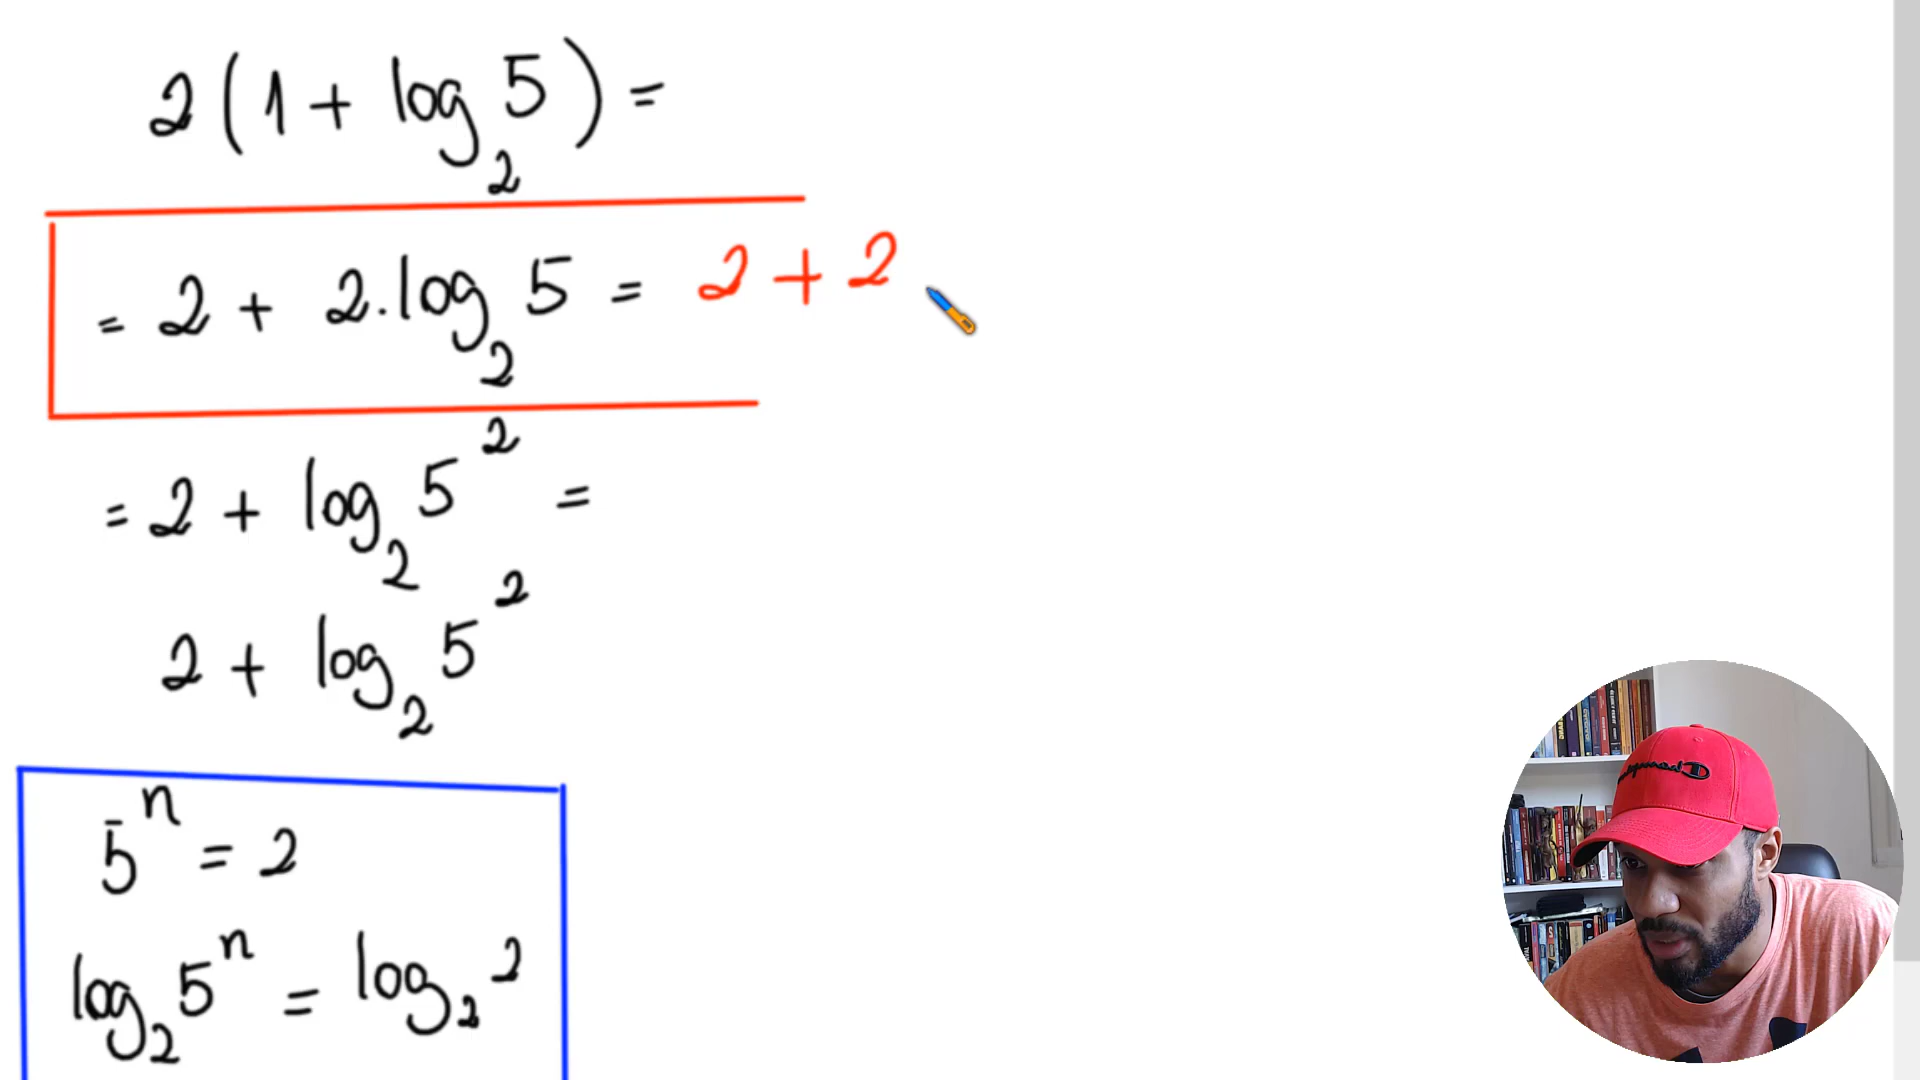 2(1 + log₂ 5) =
= 2 + 2.log₂ 5 = 2 + 2
= 2 + log₂ 5² =
2 + log₂ 5²
5ⁿ = 2
log₂ 5ⁿ = log₂ 2